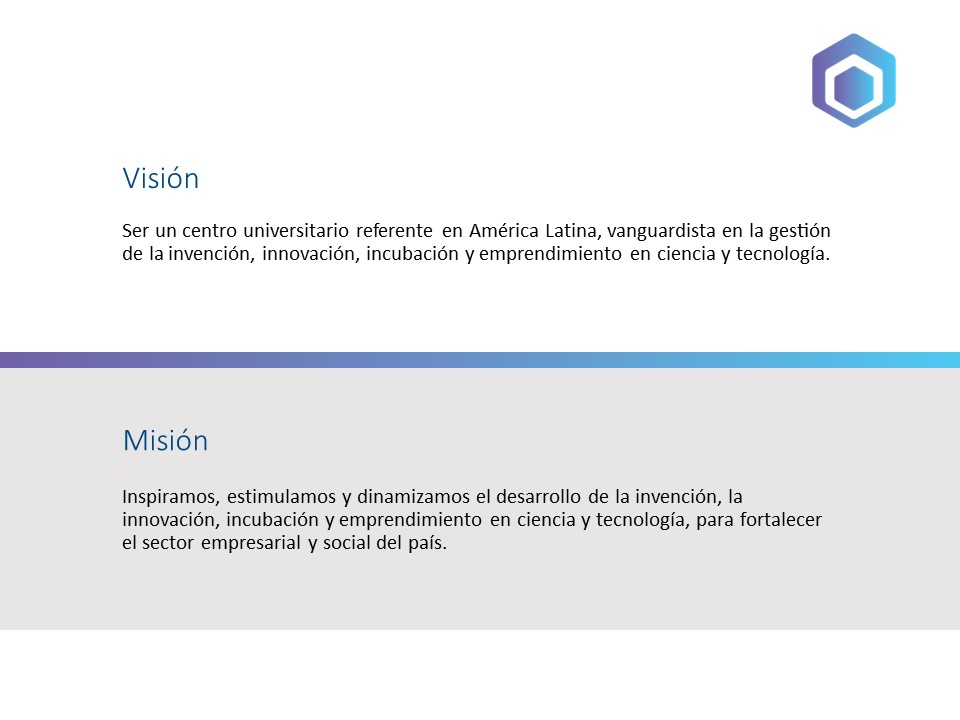 Visión
Ser un centro universitario referente en América Latina, vanguardista en la gestión
de la invención, innovación, incubación y emprendimiento en ciencia y tecnología.
Misión
Inspiramos, estimulamos y dinamizamos el desarrollo de la invención, la
innovación, incubación y emprendimiento en ciencia y tecnología, para fortalecer
el sector empresarial y social del país.